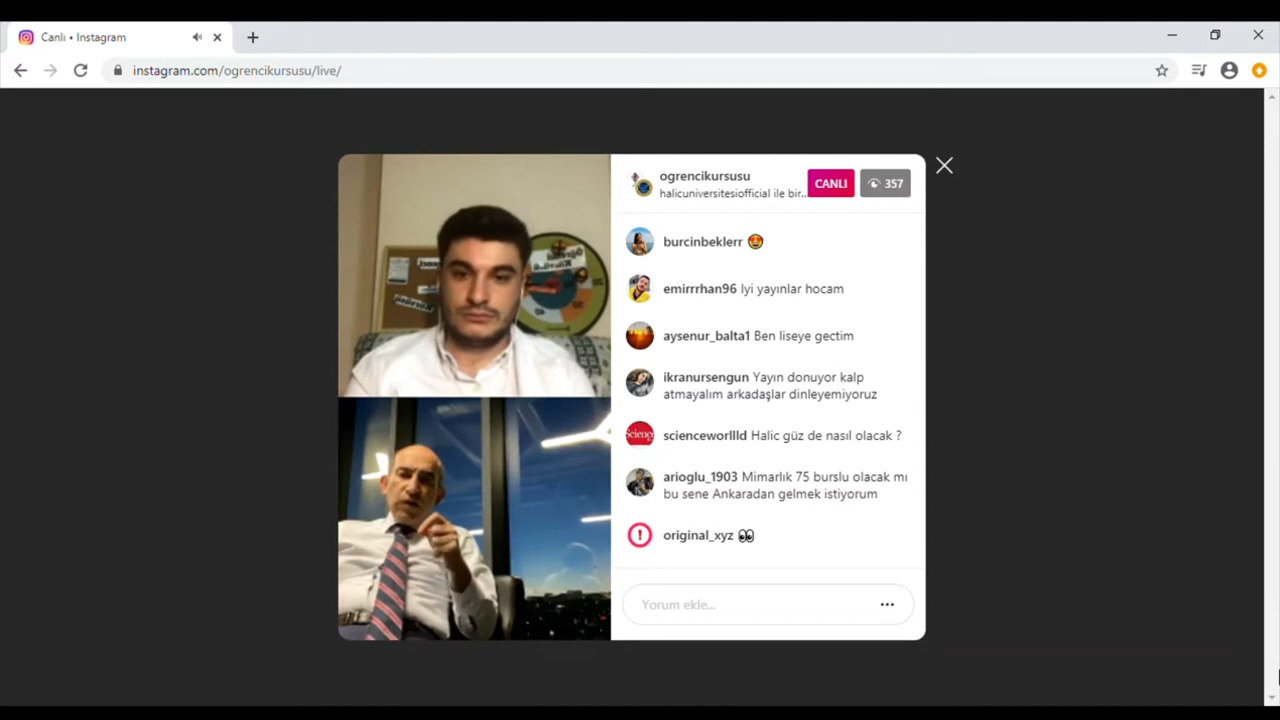 Canlı • Instagram
instagram.com/ogrencikursusu/live/
ogrencikursusu
halicuniversitesiofficial ile bir...
CANLI
357
burcinbeklerr 😍
emirrrhan96 Iyi yayınlar hocam
aysenur_balta1 Ben liseye gectim
ikranursengun Yayın donuyor kalp
atmayalım arkadaşlar dinleyemiyoruz
Science
scienceworllld Halic güz de nasıl olacak ?
arioglu_1903 Mimarlık 75 burslu olacak mı
bu sene Ankaradan gelmek istiyorum
original_xyz 👀
Yorum ekle...